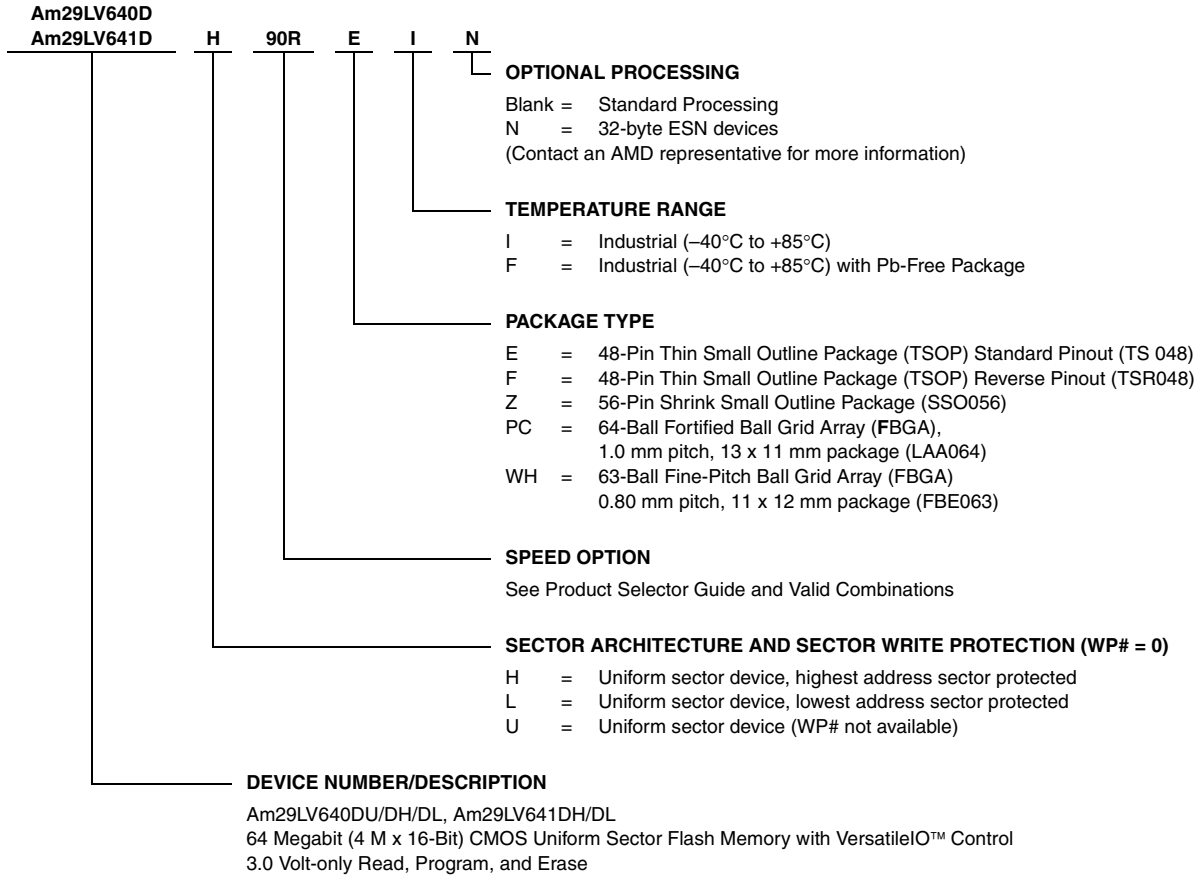 Am29LV640D
Am29LV641D H 90R E I N
OPTIONAL PROCESSING
Blank = Standard Processing
N = 32-byte ESN devices
(Contact an AMD representative for more information)
TEMPERATURE RANGE
I = Industrial (–40°C to +85°C)
F = Industrial (–40°C to +85°C) with Pb-Free Package
PACKAGE TYPE
E = 48-Pin Thin Small Outline Package (TSOP) Standard Pinout (TS 048)
F = 48-Pin Thin Small Outline Package (TSOP) Reverse Pinout (TSR048)
Z = 56-Pin Shrink Small Outline Package (SSO056)
PC = 64-Ball Fortified Ball Grid Array (FBGA),
1.0 mm pitch, 13 x 11 mm package (LAA064)
WH = 63-Ball Fine-Pitch Ball Grid Array (FBGA)
0.80 mm pitch, 11 x 12 mm package (FBE063)
SPEED OPTION
See Product Selector Guide and Valid Combinations
SECTOR ARCHITECTURE AND SECTOR WRITE PROTECTION (WP# = 0)
H = Uniform sector device, highest address sector protected
L = Uniform sector device, lowest address sector protected
U = Uniform sector device (WP# not available)
DEVICE NUMBER/DESCRIPTION
Am29LV640DU/DH/DL, Am29LV641DH/DL
64 Megabit (4 M x 16-Bit) CMOS Uniform Sector Flash Memory with VersatileIO™ Control
3.0 Volt-only Read, Program, and Erase